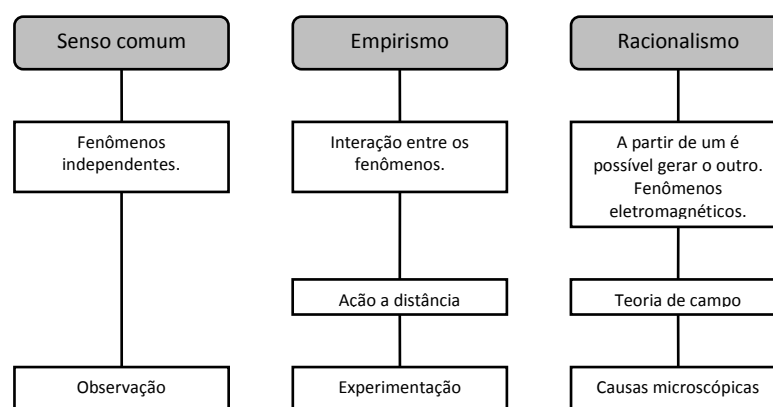 Senso comum
Fenômenos
independentes.
Observação
Empirismo
Interação entre os
fenômenos.
Ação a distância
Experimentação
Racionalismo
A partir de um é
possível gerar o outro.
Fenômenos
eletromagnéticos.
Teoria de campo
Causas microscópicas